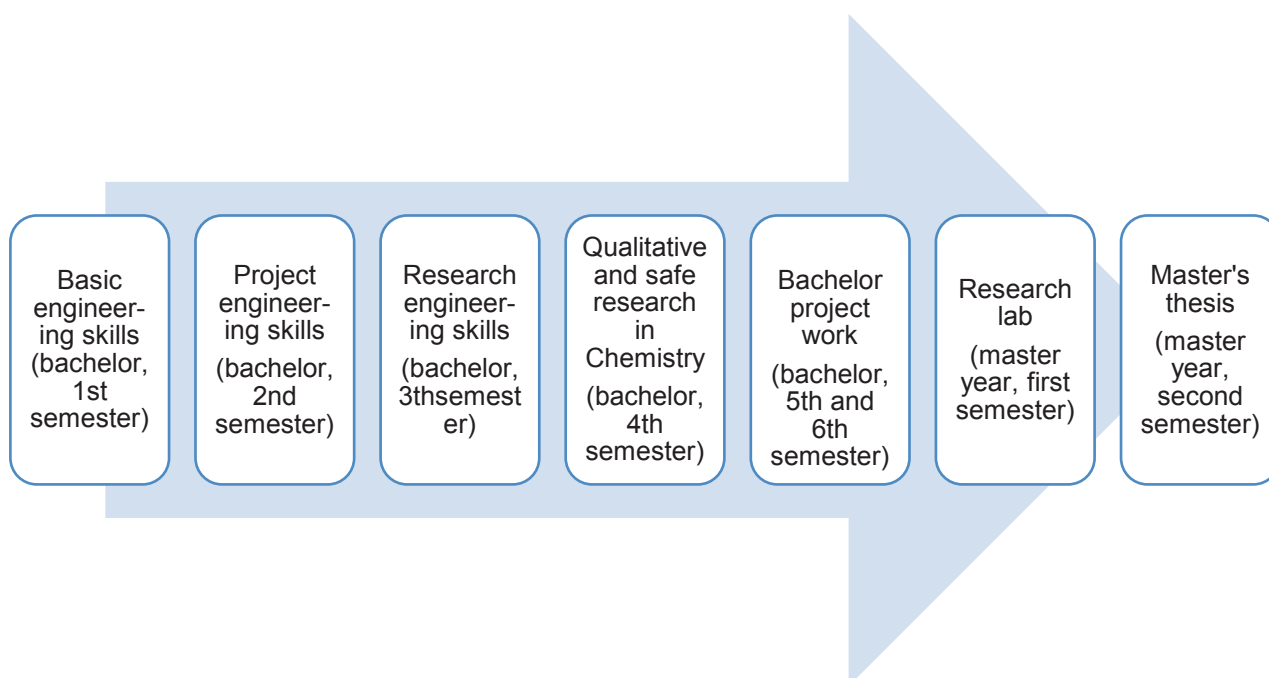 Basic
engineer-
ing skills
(bachelor,
1st
semester)
Project
engineer-
ing skills
(bachelor,
2nd
semester)
Research
engineer-
ing skills
(bachelor,
3thsemest
er)
Qualitative
and safe
research
in
Chemistry
(bachelor,
4th
semester)
Bachelor
project
work
(bachelor,
5th and
6th
semester)
Research
lab
(master
year, first
semester)
Master's
thesis
(master
year,
second
semester)